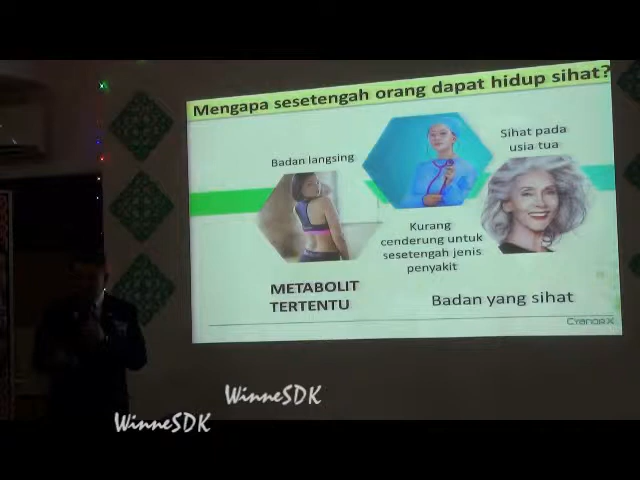 Mengapa sesetengah orang dapat hidup sihat?
Badan langsing
Sihat pada
usia tua
Kurang
cenderung untuk
sesetengah jenis
penyakit
METABOLIT
TERTENTU
Badan yang sihat
WinneSDK
WinneSDK